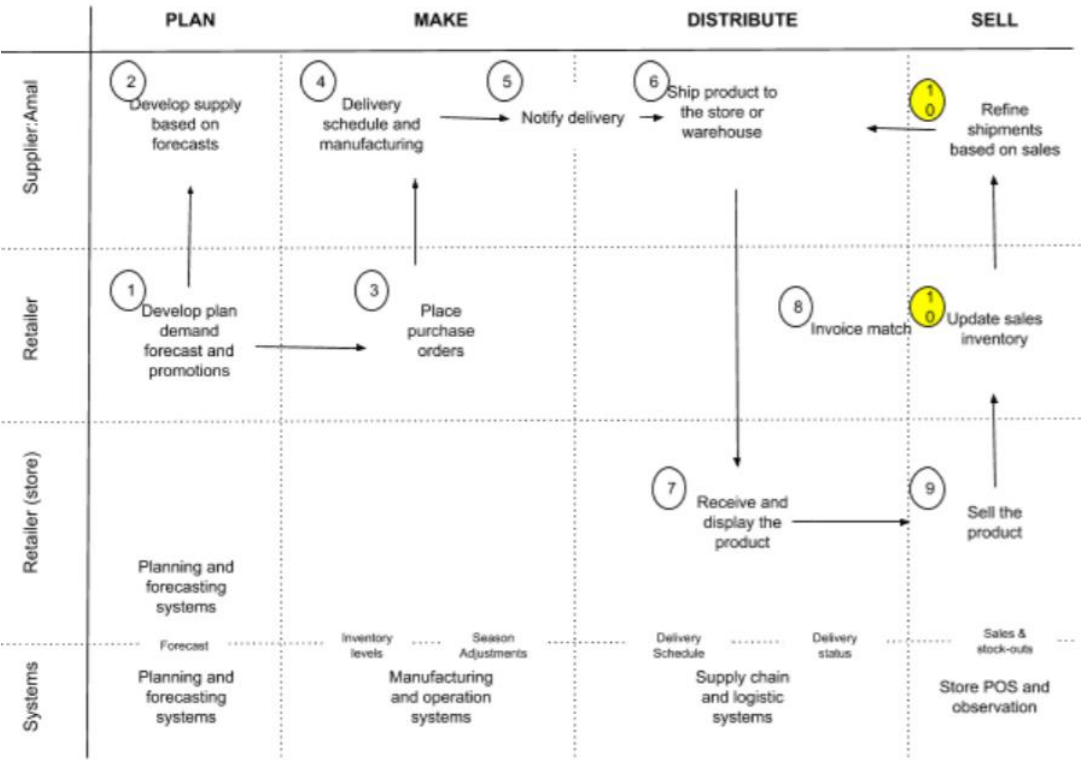 PLAN
MAKE
DISTRIBUTE
SELL
Supplier:Amal
2
Develop supply
based on
forecasts
4
Delivery
schedule and
manufacturing
5
Notify delivery
6
Ship product to
the store or
warehouse
1
0
Refine
shipments
based on sales
Retailer
1
Develop plan
demand
forecast and
promotions
3
Place
purchase
orders
8
Invoice match
1
0
Update sales
inventory
Retailer (store)
7
Receive and
display the
product
9
Sell the
product
Planning and
forecasting
systems
Forecast
Inventory
levels
Season
Adjustments
Delivery
Schedule
Delivery
status
Sales &
stock-outs
Systems
Planning and
forecasting
systems
Manufacturing
and operation
systems
Supply chain
and logistic
systems
Store POS and
observation